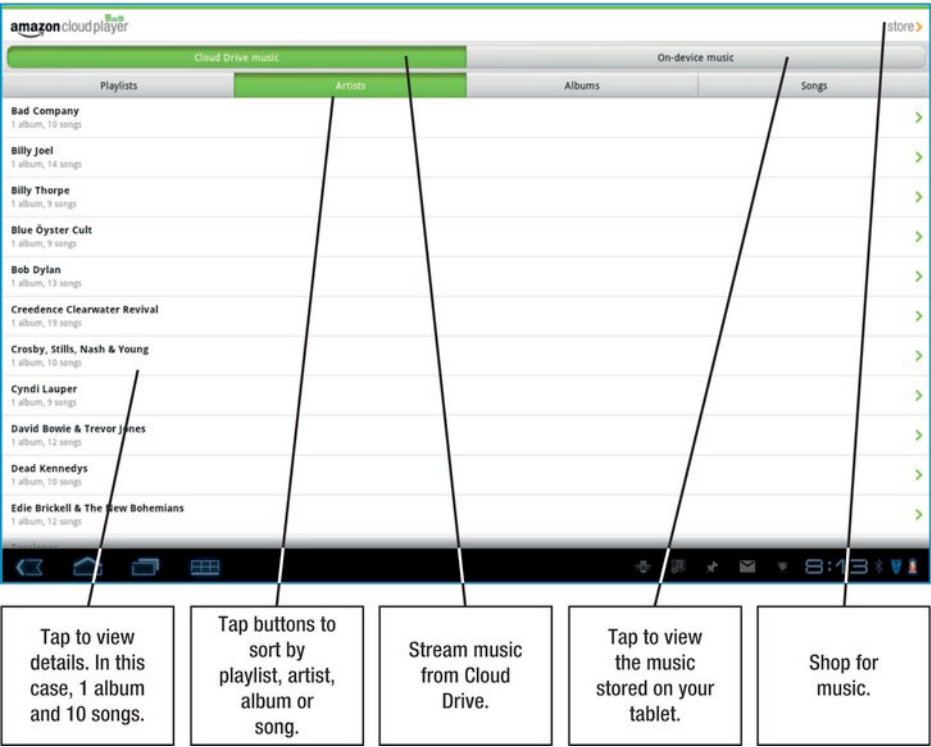 amazon cloud player
store >
Cloud Drive music
On-device music
Playlists
Artists
Albums
Songs
Bad Company
1 album, 10 songs
Billy Joel
1 album, 14 songs
Billy Thorpe
1 album, 9 songs
Blue Öyster Cult
1 album, 9 songs
Bob Dylan
1 album, 13 songs
Creedence Clearwater Revival
1 album, 19 songs
Crosby, Stills, Nash & Young
1 album, 10 songs
Cyndi Lauper
1 album, 9 songs
David Bowie & Trevor Jones
1 album, 12 songs
Dead Kennedys
1 album, 10 songs
Edie Brickell & The New Bohemians
1 album, 12 songs
8:13
Tap to view
details. In this
case, 1 album
and 10 songs.
Tap buttons to
sort by
playlist, artist,
album or
song.
Stream music
from Cloud
Drive.
Tap to view
the music
stored on your
tablet.
Shop for
music.